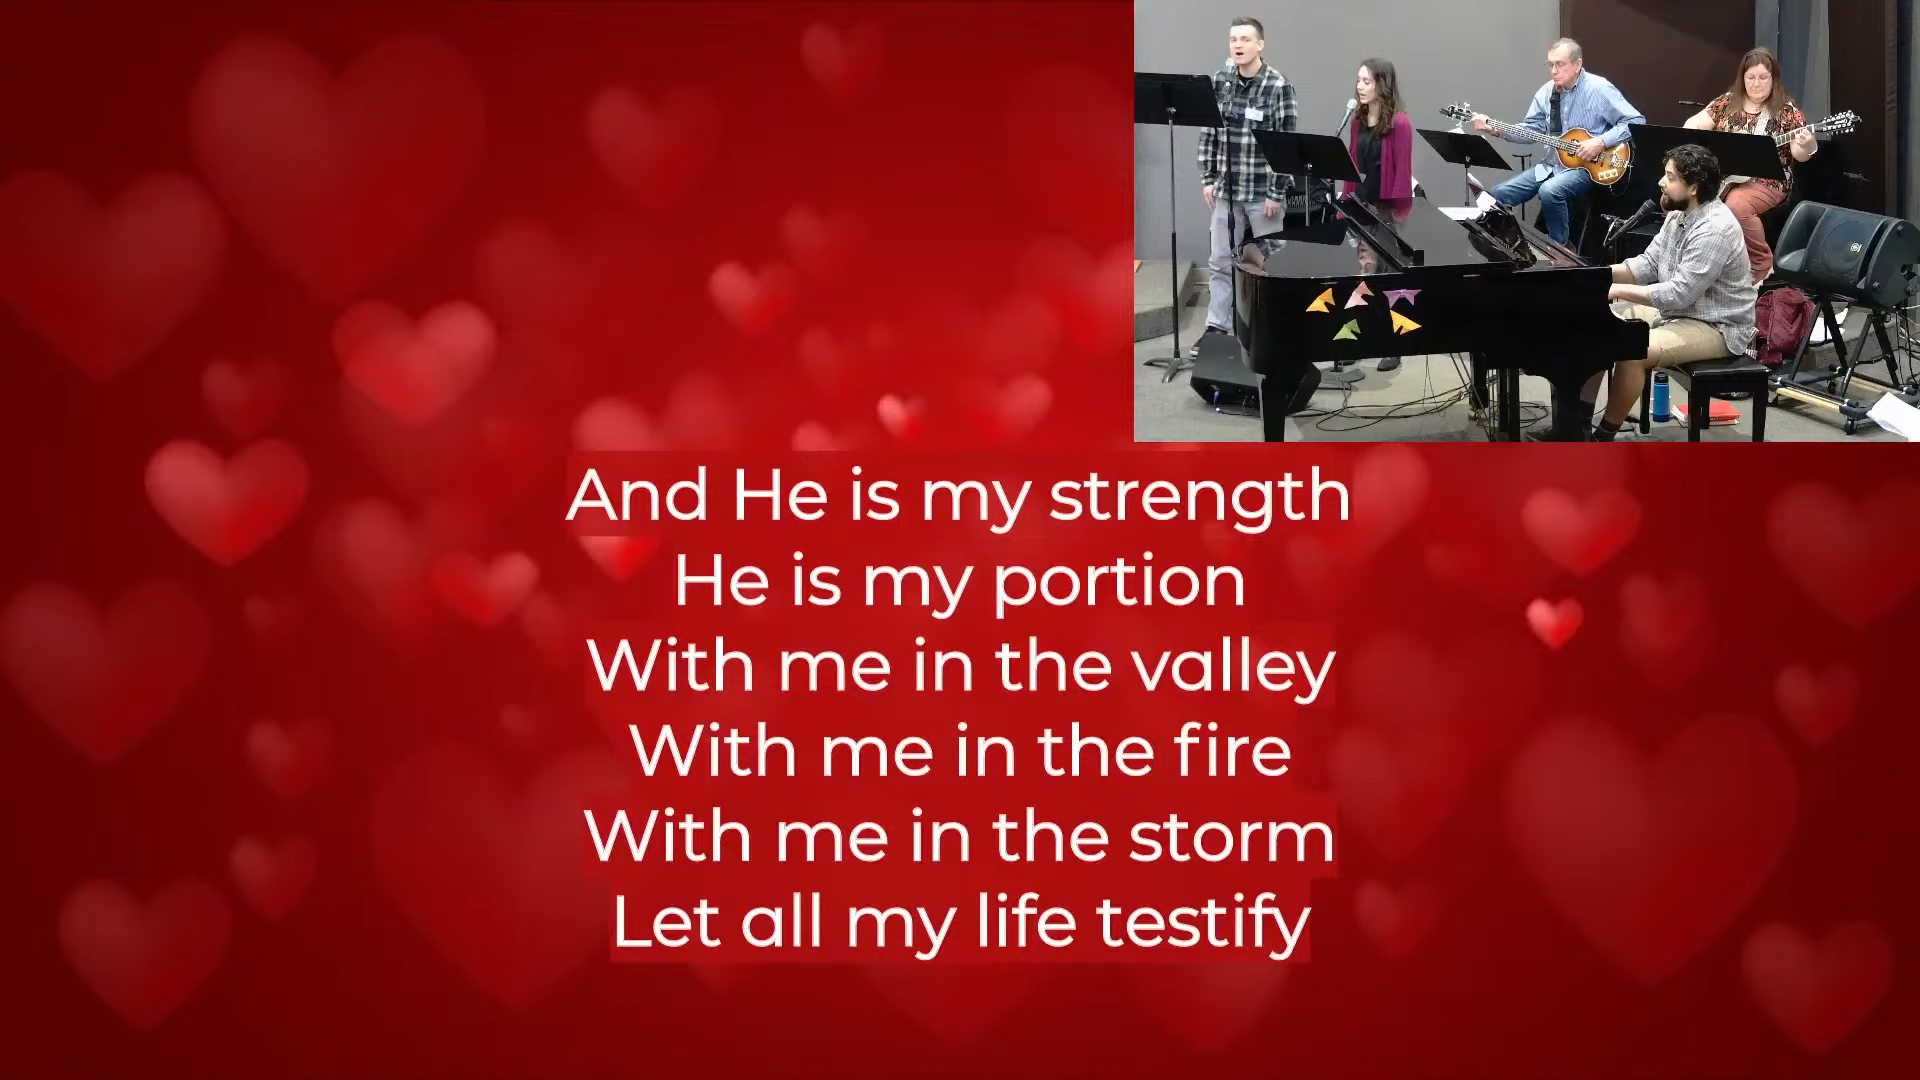 And He is my strength
He is my portion
With me in the valley
With me in the fire
With me in the storm
Let all my life testify